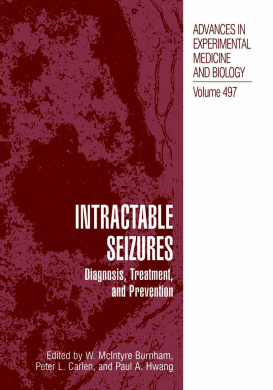 ADVANCES IN
EXPERIMENTAL
MEDICINE
AND BIOLOGY
Volume 497
INTRACTABLE
SEIZURES
Diagnosis, Treatment,
and Prevention
Edited by W. McIntyre Burnham,
Peter L. Carlen, and Paul A. Hwang